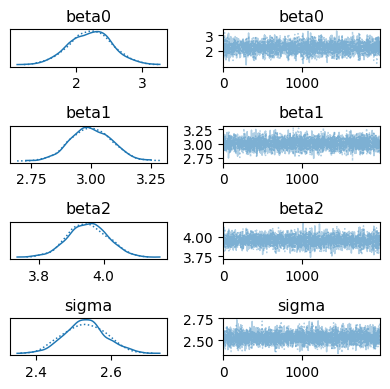 beta0 beta0
3
2
2 3 0 1000
beta1 beta1
3.25
3.00
2.75
2.75 3.00 3.25 0 1000
beta2 beta2
4.00
3.75
3.8 4.0 0 1000
sigma sigma
2.75
2.50
2.4 2.6 0 1000